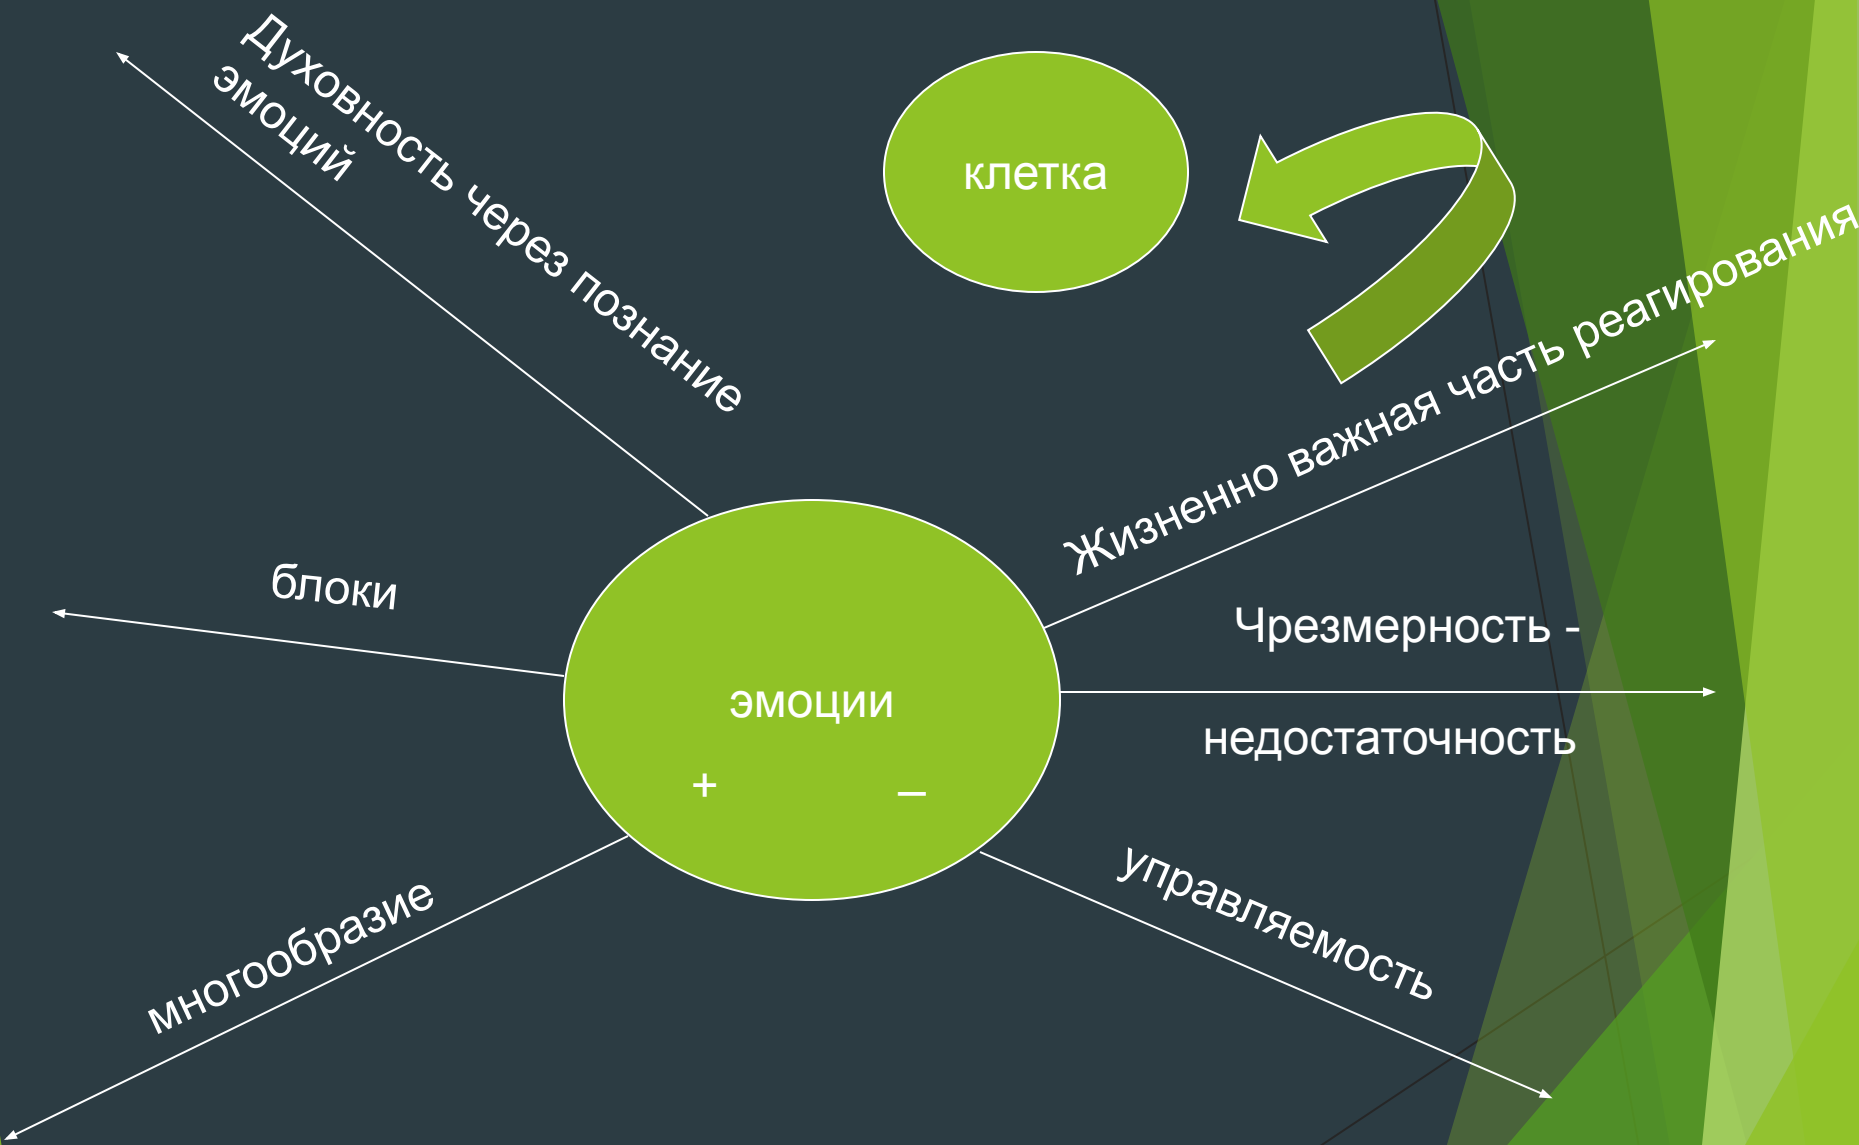 Духовность через познание
эмоций
клетка
Жизненно важная часть реагирования
блоки
Чрезмерность -
эмоции
недостаточность
+ –
управляемость
многообразие